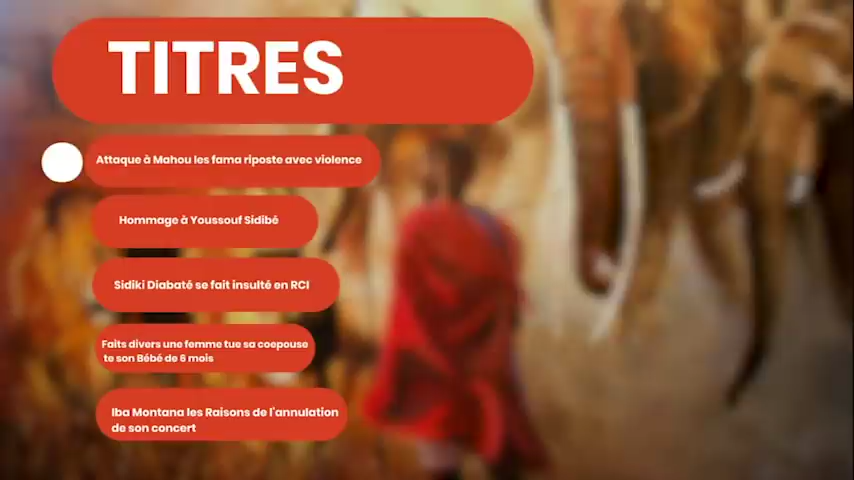 TITRES
Attaque à Mahou les fama riposte avec violence
Hommage à Youssouf Sidibé
Sidiki Diabaté se fait insulté en RCI
Faits divers une femme tue sa coepouse
te son Bébé de 6 mois
Iba Montana les Raisons de l'annulation
de son concert